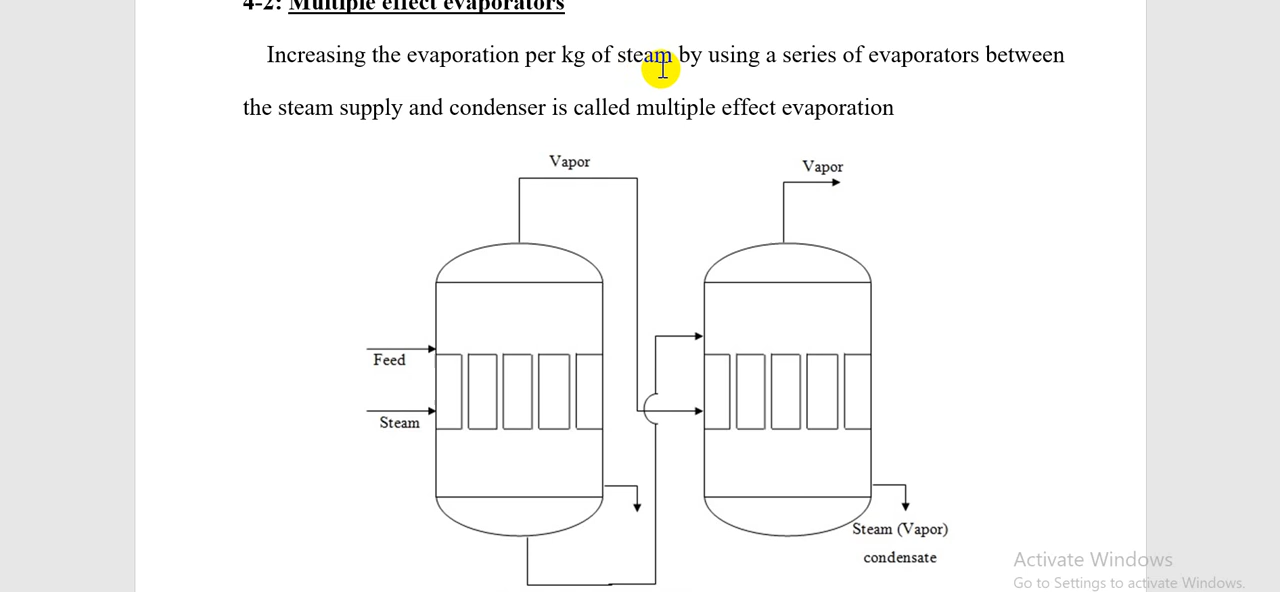 4-2: Multiple effect evaporators
Increasing the evaporation per kg of steam by using a series of evaporators between
the steam supply and condenser is called multiple effect evaporation
Vapor
Vapor
Feed
Steam
Steam (Vapor)
condensate
Activate Windows
Go to Settings to activate Windows.